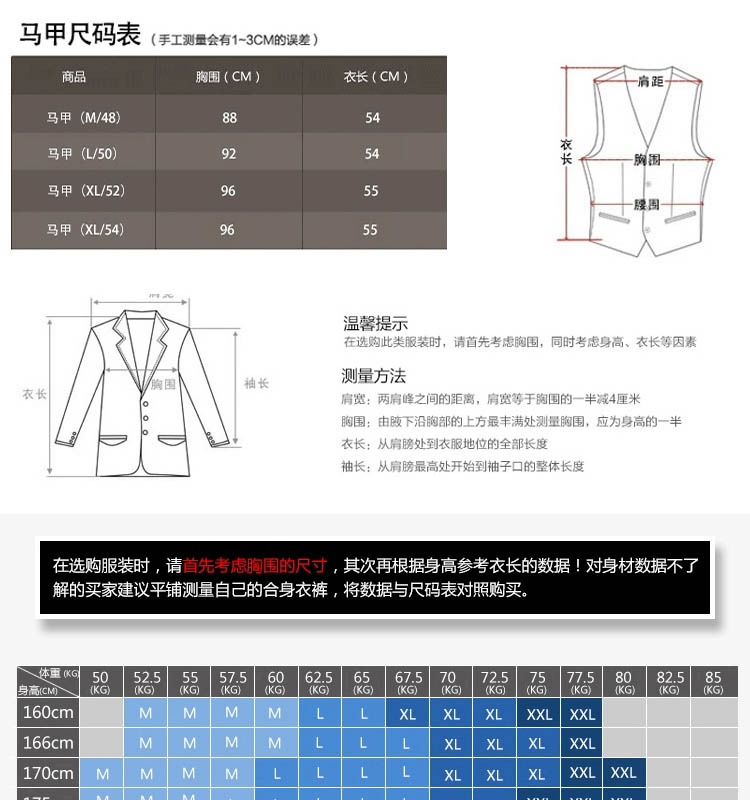 马甲尺码表（手工测量会有1~3CM的误差）
商品 胸围（CM） 衣长（CM）
马甲（M/48） 88 54
马甲（L/50） 92 54
马甲（XL/52） 96 55
马甲（XL/54） 96 55
肩距
衣长
胸围
腰围
肩宽
衣长
胸围
袖长
温馨提示
在选购此类服装时，请首先考虑胸围，同时考虑身高、衣长等因素
测量方法
肩宽：两肩峰之间的距离，肩宽等于胸围的一半减4厘米
胸围：由腋下沿胸部的上方最丰满处测量胸围，应为身高的一半
衣长：从肩膀处到衣服地位的全部长度
袖长：从肩膀最高处开始到袖子口的整体长度
在选购服装时，请首先考虑胸围的尺寸，其次再根据身高参考衣长的数据！对身材数据不了
解的买家建议平铺测量自己的合身衣裤，将数据与尺码表对照购买。
体重(KG) 50 52.5 55 57.5 60 62.5 65 67.5 70 72.5 75 77.5 80 82.5 85
身高(CM) (KG) (KG) (KG) (KG) (KG) (KG) (KG) (KG) (KG) (KG) (KG) (KG) (KG) (KG) (KG)
160cm M M M M L L XL XL XL XXL XXL
166cm M M M M L L L XL XL XL XXL
170cm M M M M L L L L XL XL XL XXL XXL